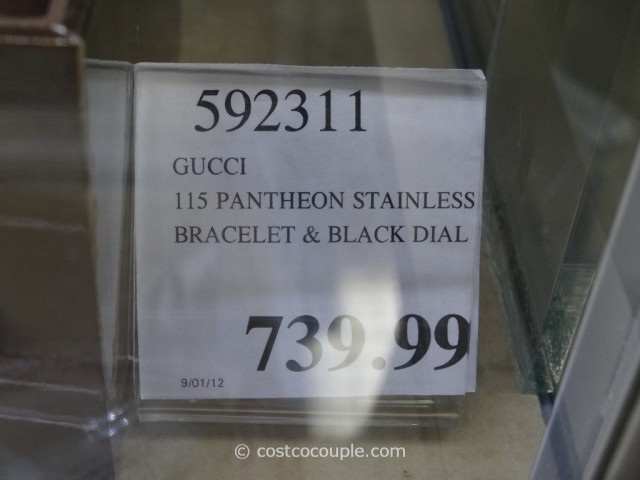 592311
GUCCI
115 PANTHEON STAINLESS
BRACELET & BLACK DIAL
739.99
9/01/12
© costcocouple.com